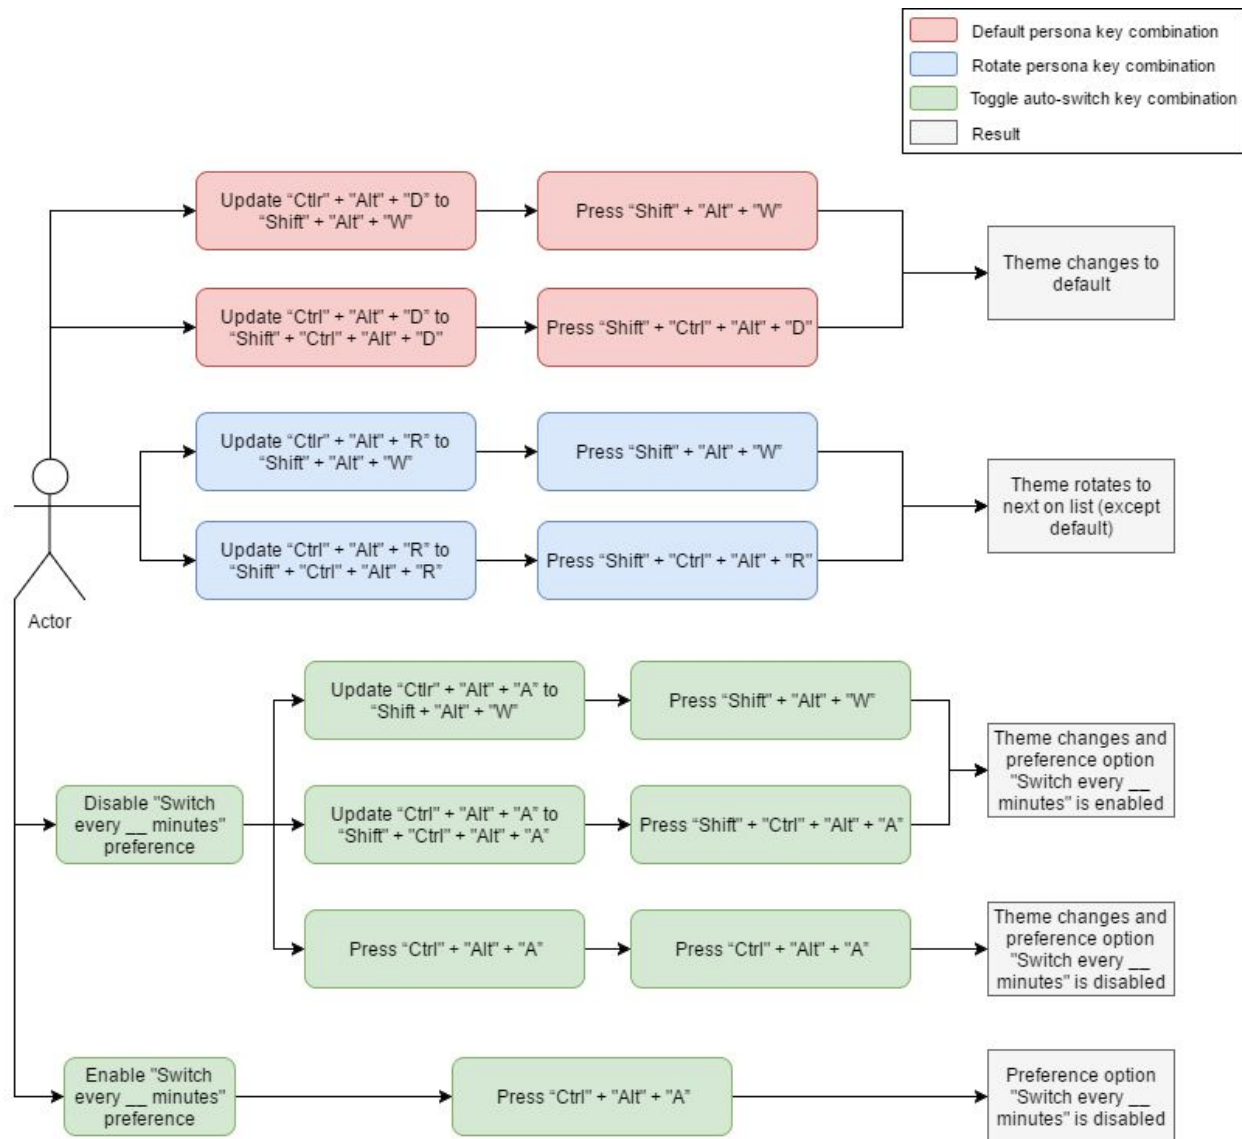 Default persona key combination
Rotate persona key combination
Toggle auto-switch key combination
Result
Update “Ctlr" + "Alt" + "D” to
“Shift" + "Alt" + "W”
Press “Shift" + "Alt" + "W”
Theme changes to
default
Update “Ctrl" + "Alt" + "D” to
“Shift" + "Ctrl" + "Alt" + "D”
Press “Shift" + "Ctrl" + "Alt" + "D”
Update “Ctlr" + "Alt" + "R” to
“Shift" + "Alt" + "W”
Press “Shift" + "Alt" + "W”
Theme rotates to
next on list (except
default)
Update “Ctrl" + "Alt" + "R” to
“Shift" + "Ctrl" + "Alt" + "R”
Press “Shift" + "Ctrl" + "Alt" + "R”
Actor
Update “Ctlr" + "Alt" + "A” to
“Shift + "Alt" + "W”
Press “Shift" + "Alt" + "W”
Theme changes and
preference option
"Switch every __
minutes" is enabled
Disable "Switch
every __ minutes"
preference
Update “Ctrl" + "Alt" + "A” to
“Shift" + "Ctrl" + "Alt" + "A”
Press “Shift" + "Ctrl" + "Alt" + "A”
Press “Ctrl" + "Alt" + "A”
Press “Ctrl" + "Alt" + "A”
Theme changes and
preference option
"Switch every __
minutes" is disabled
Enable "Switch
every __ minutes"
preference
Press “Ctrl" + "Alt" + "A”
Preference option
"Switch every __
minutes" is disabled